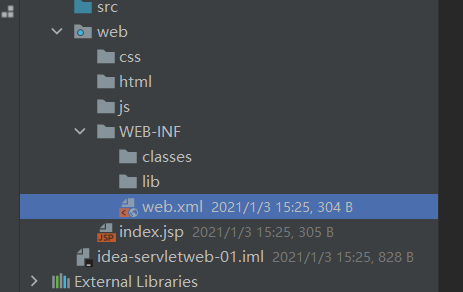 src
web
css
html
js
WEB-INF
classes
lib
web.xml 2021/1/3 15:25, 304 B
index.jsp 2021/1/3 15:25, 305 B
idea-servletweb-01.iml 2021/1/3 15:25, 828 B
External Libraries